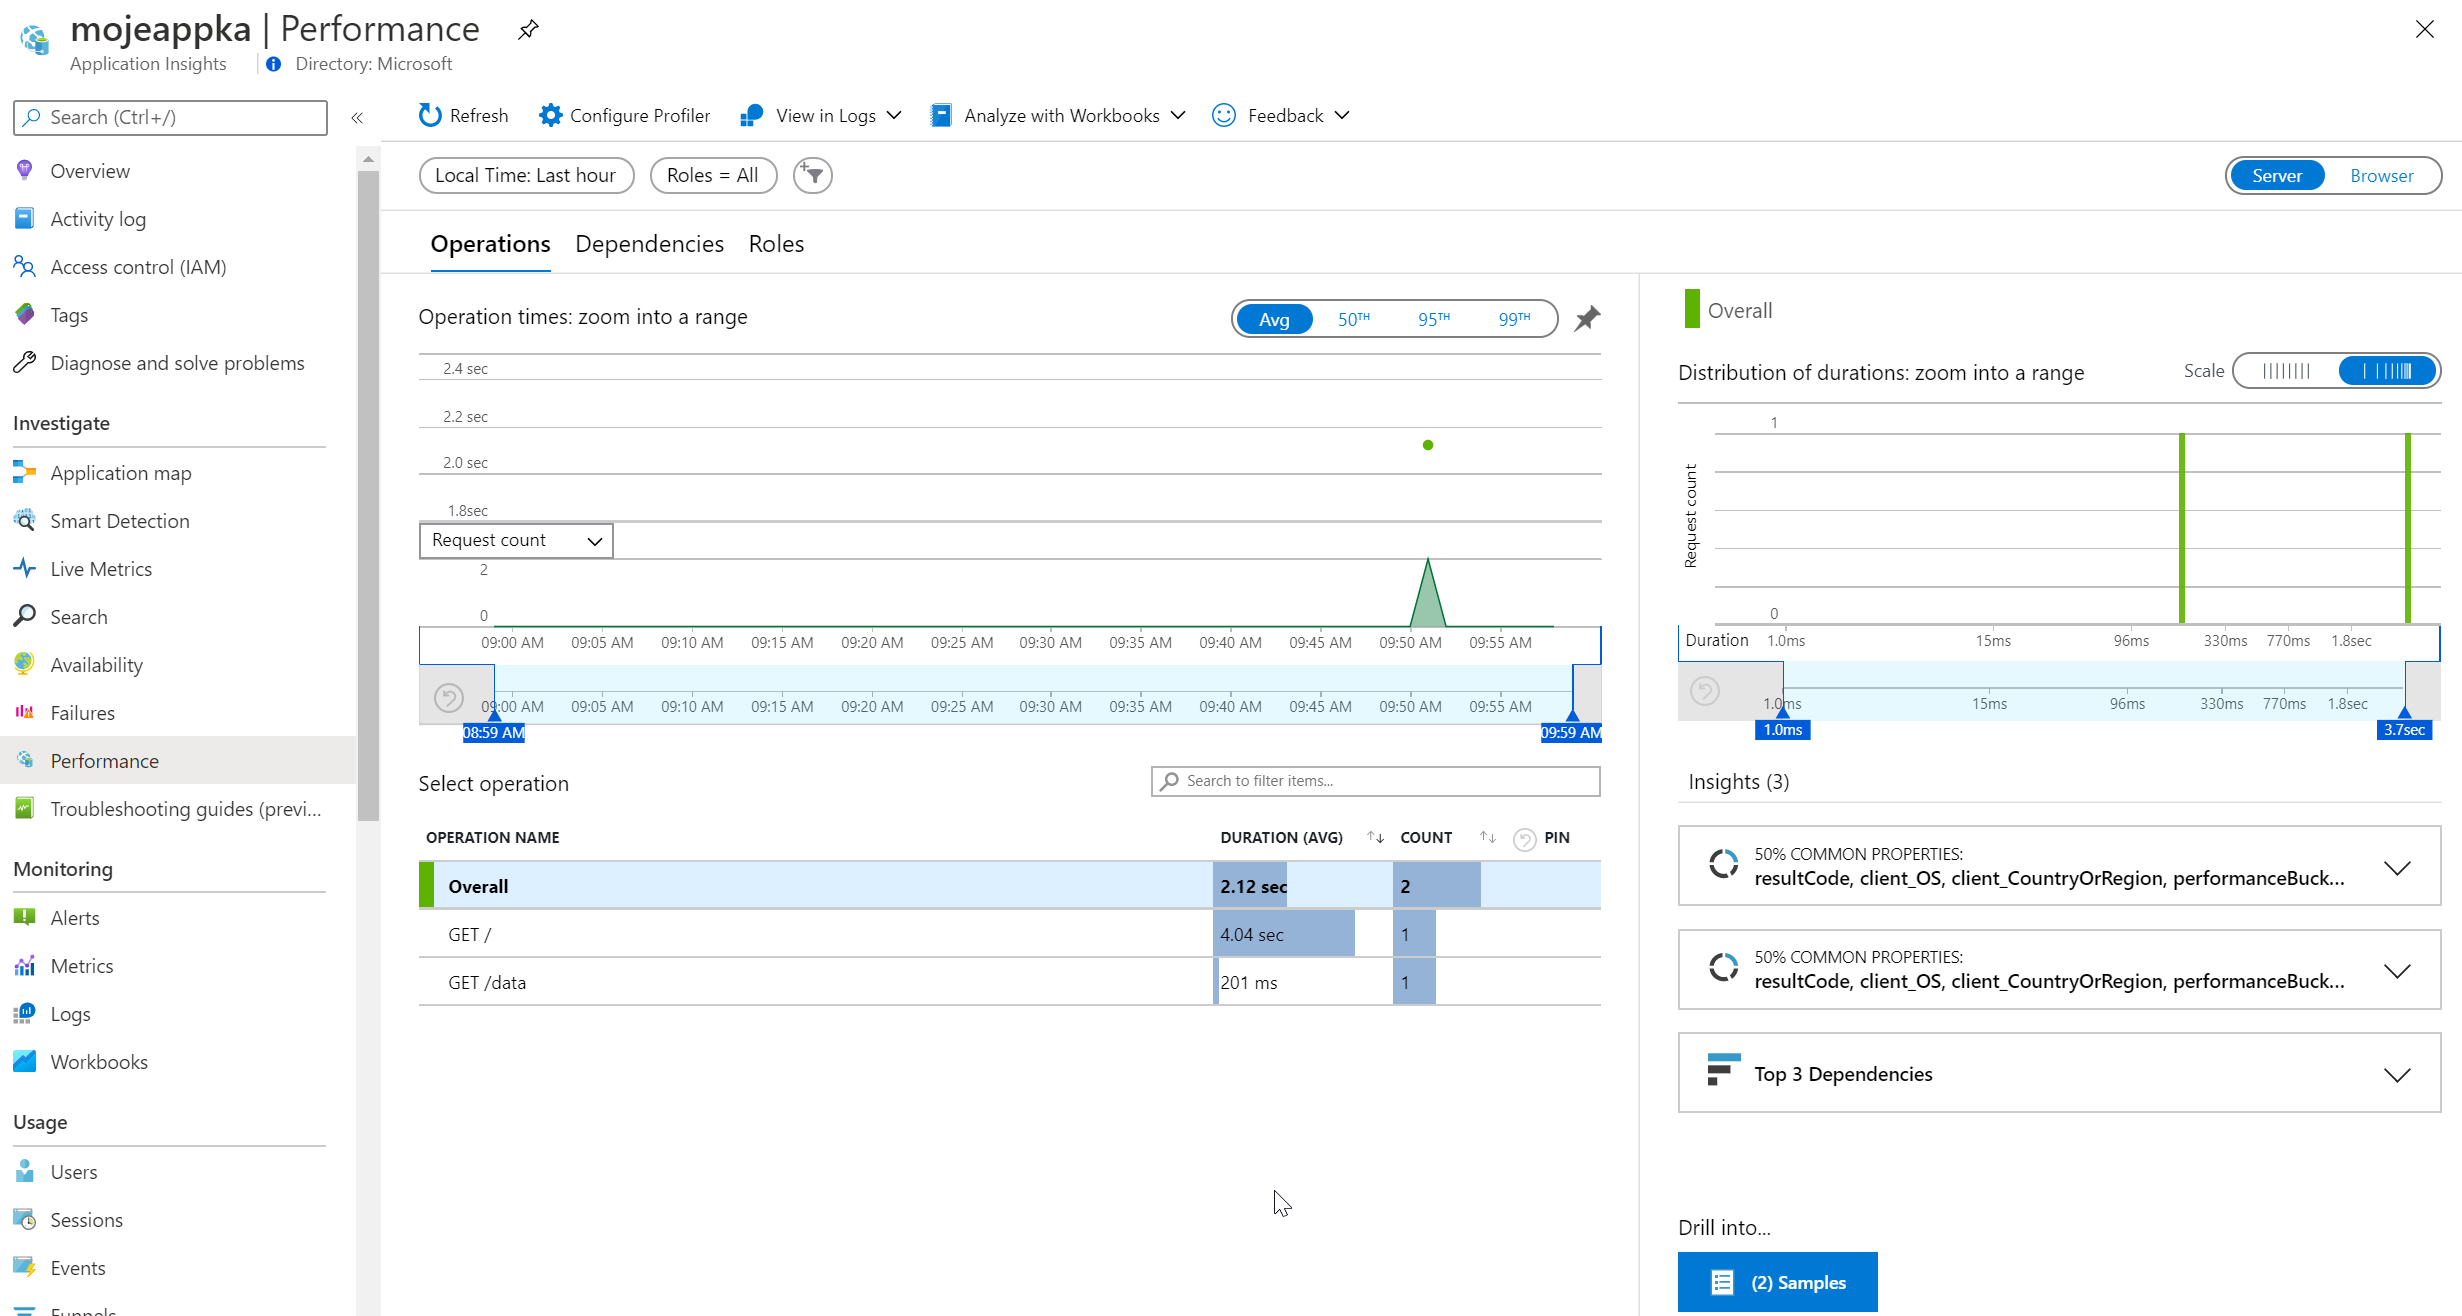 mojeappka | Performance
Application Insights
Directory: Microsoft
Search (Ctrl+/)
«
Overview
Activity log
Access control (IAM)
Tags
Diagnose and solve problems
Investigate
Application map
Smart Detection
Live Metrics
Search
Availability
Failures
Performance
Troubleshooting guides (previ...
Monitoring
Alerts
Metrics
Logs
Workbooks
Usage
Users
Sessions
Events
Funnels
Refresh
Configure Profiler
View in Logs
Analyze with Workbooks
Feedback
Local Time: Last hour
Roles = All
Server
Browser
Operations
Dependencies
Roles
Operation times: zoom into a range
Avg
50TH
95TH
99TH
2.4 sec
2.2 sec
2.0 sec
1.8sec
Request count
2
0
09:00 AM 09:05 AM 09:10 AM 09:15 AM 09:20 AM 09:25 AM 09:30 AM 09:35 AM 09:40 AM 09:45 AM 09:50 AM 09:55 AM
09:00 AM 09:05 AM 09:10 AM 09:15 AM 09:20 AM 09:25 AM 09:30 AM 09:35 AM 09:40 AM 09:45 AM 09:50 AM 09:55 AM
08:59 AM 09:59 AM
Select operation
Search to filter items...
OPERATION NAME DURATION (AVG) COUNT PIN
Overall 2.12 sec 2
GET / 4.04 sec 1
GET /data 201 ms 1
Overall
Distribution of durations: zoom into a range
Scale
1
Request count
0
Duration 1.0ms 15ms 96ms 330ms 770ms 1.8sec
1.0ms 15ms 96ms 330ms 770ms 1.8sec
1.0ms 3.7sec
Insights (3)
50% COMMON PROPERTIES:
resultCode, client_OS, client_CountryOrRegion, performanceBuck...
50% COMMON PROPERTIES:
resultCode, client_OS, client_CountryOrRegion, performanceBuck...
Top 3 Dependencies
Drill into...
(2) Samples